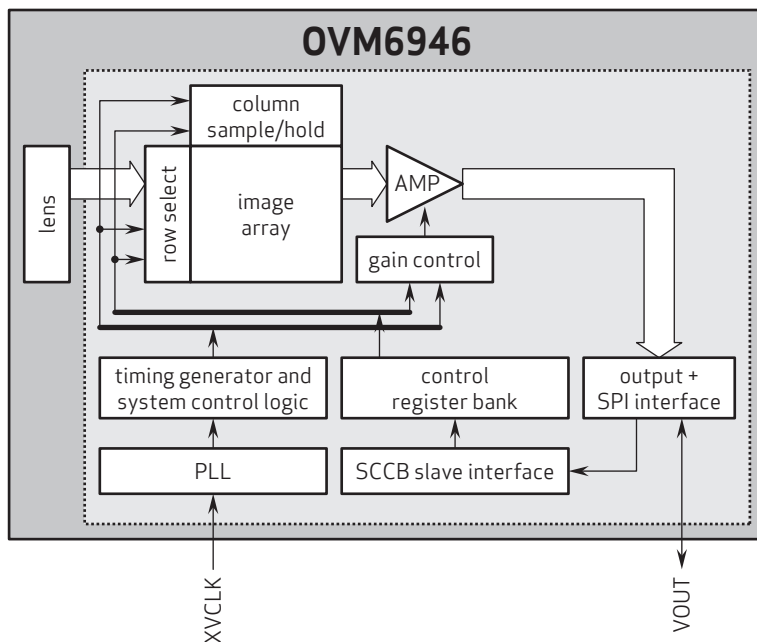 OVM6946
column
sample/hold
lens
row select
image
array
AMP
gain control
timing generator and
system control logic
control
register bank
output +
SPI interface
PLL
SCCB slave interface
XVCLK
VOUT